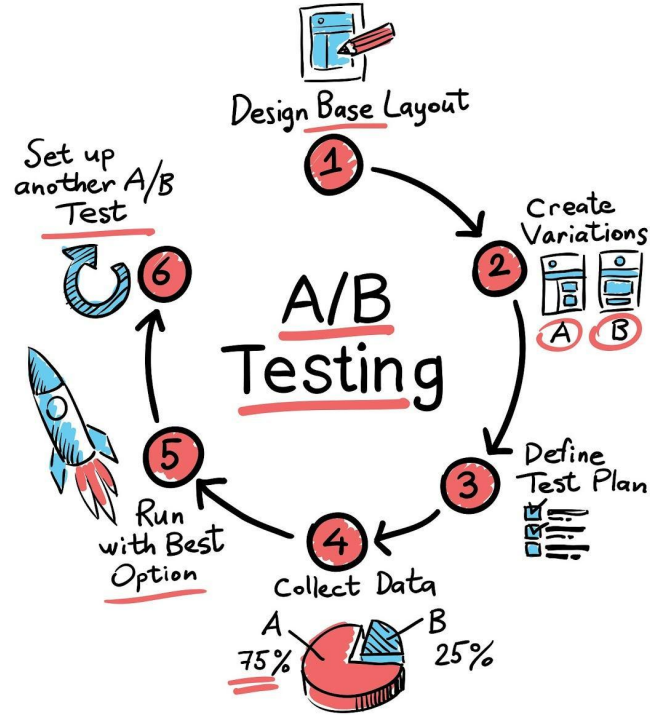 Design Base Layout
1
2
Create
Variations
A
B
3
Define
Test Plan
4
Collect Data
A
75%
B
25%
5
Run
with Best
Option
6
Set up
another A/B
Test
A/B
Testing